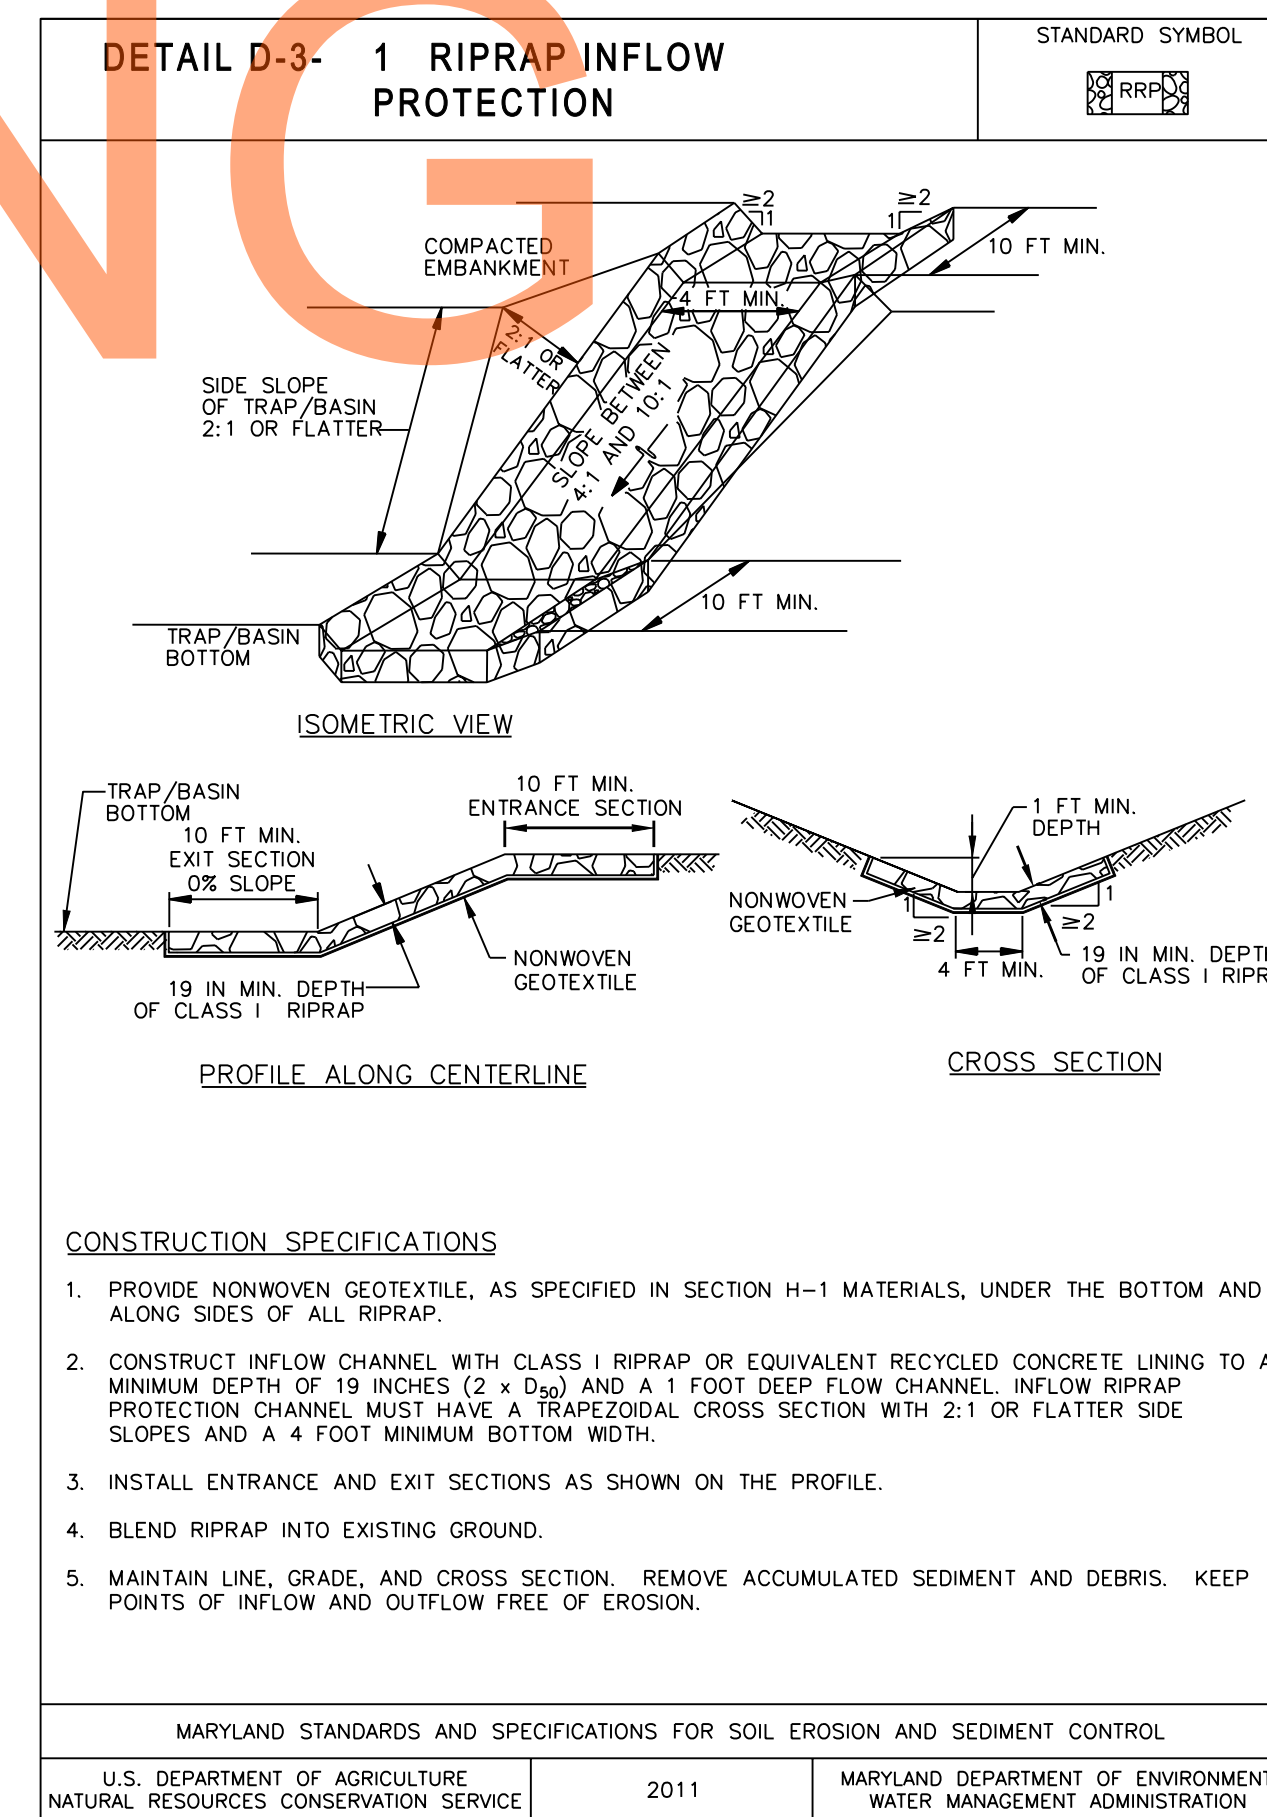 NG
DETAIL D-3- 1 RIPRAP INFLOW
PROTECTION
STANDARD SYMBOL
RRP
≥2
1
≥2
1
10 FT MIN.
COMPACTED
EMBANKMENT
4 FT MIN.
2:1 OR
FLATTER
SLOPE BETWEEN
4:1 AND 10:1
SIDE SLOPE
OF TRAP/BASIN
2:1 OR FLATTER
10 FT MIN.
TRAP/BASIN
BOTTOM
ISOMETRIC VIEW
TRAP/BASIN
BOTTOM
10 FT MIN.
EXIT SECTION
0% SLOPE
10 FT MIN.
ENTRANCE SECTION
NONWOVEN
GEOTEXTILE
19 IN MIN. DEPTH
OF CLASS I RIPRAP
PROFILE ALONG CENTERLINE
1 FT MIN.
DEPTH
NONWOVEN
GEOTEXTILE
1
≥2
1
≥2
4 FT MIN.
19 IN MIN. DEPTH
OF CLASS I RIPR
CROSS SECTION
CONSTRUCTION SPECIFICATIONS
1. PROVIDE NONWOVEN GEOTEXTILE, AS SPECIFIED IN SECTION H-1 MATERIALS, UNDER THE BOTTOM AND
ALONG SIDES OF ALL RIPRAP.
2. CONSTRUCT INFLOW CHANNEL WITH CLASS I RIPRAP OR EQUIVALENT RECYCLED CONCRETE LINING TO A
MINIMUM DEPTH OF 19 INCHES (2 x D50) AND A 1 FOOT DEEP FLOW CHANNEL. INFLOW RIPRAP
PROTECTION CHANNEL MUST HAVE A TRAPEZOIDAL CROSS SECTION WITH 2:1 OR FLATTER SIDE
SLOPES AND A 4 FOOT MINIMUM BOTTOM WIDTH.
3. INSTALL ENTRANCE AND EXIT SECTIONS AS SHOWN ON THE PROFILE.
4. BLEND RIPRAP INTO EXISTING GROUND.
5. MAINTAIN LINE, GRADE, AND CROSS SECTION. REMOVE ACCUMULATED SEDIMENT AND DEBRIS. KEEP
POINTS OF INFLOW AND OUTFLOW FREE OF EROSION.
MARYLAND STANDARDS AND SPECIFICATIONS FOR SOIL EROSION AND SEDIMENT CONTROL
U.S. DEPARTMENT OF AGRICULTURE
NATURAL RESOURCES CONSERVATION SERVICE
2011
MARYLAND DEPARTMENT OF ENVIRONMENT
WATER MANAGEMENT ADMINISTRATION